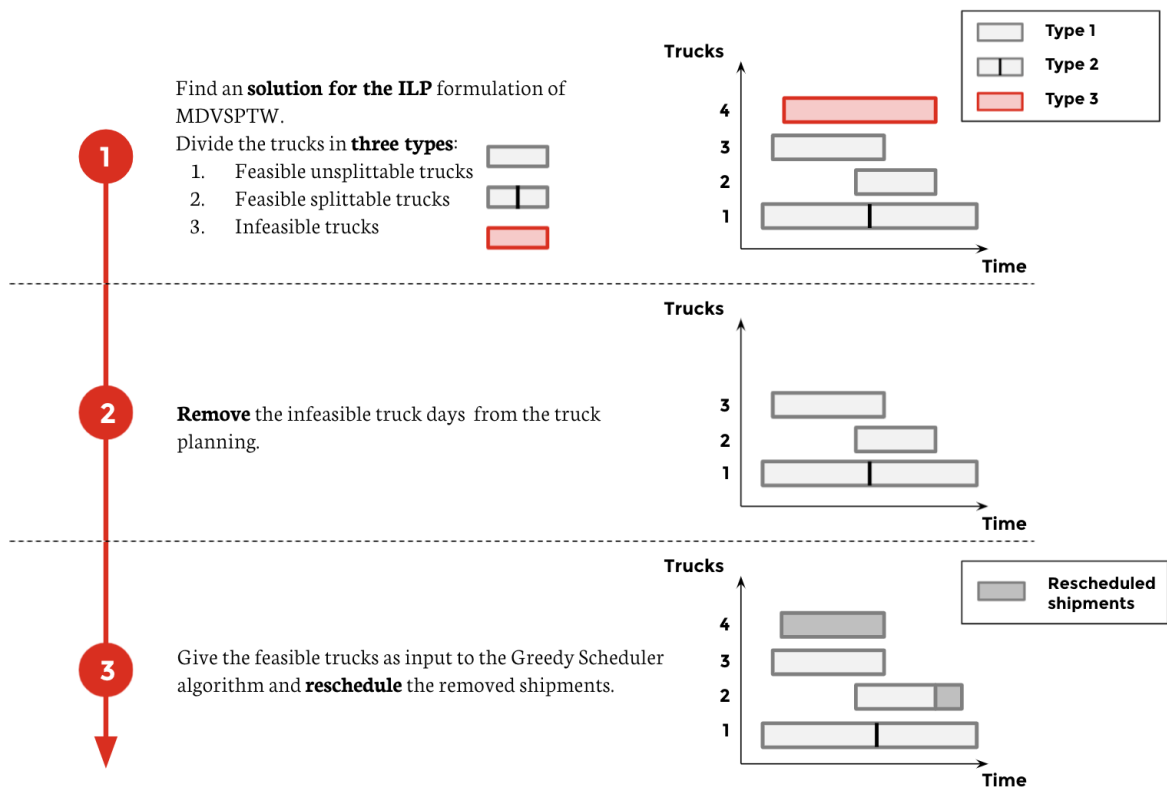 1
Find an solution for the ILP formulation of
MDVSPTW.
Divide the trucks in three types:
1. Feasible unsplittable trucks
2. Feasible splittable trucks
3. Infeasible trucks
Trucks
4
3
2
1
Time
Type 1
Type 2
Type 3
2
Remove the infeasible truck days from the truck
planning.
Trucks
3
2
1
Time
3
Give the feasible trucks as input to the Greedy Scheduler
algorithm and reschedule the removed shipments.
Trucks
4
3
2
1
Time
Rescheduled
shipments